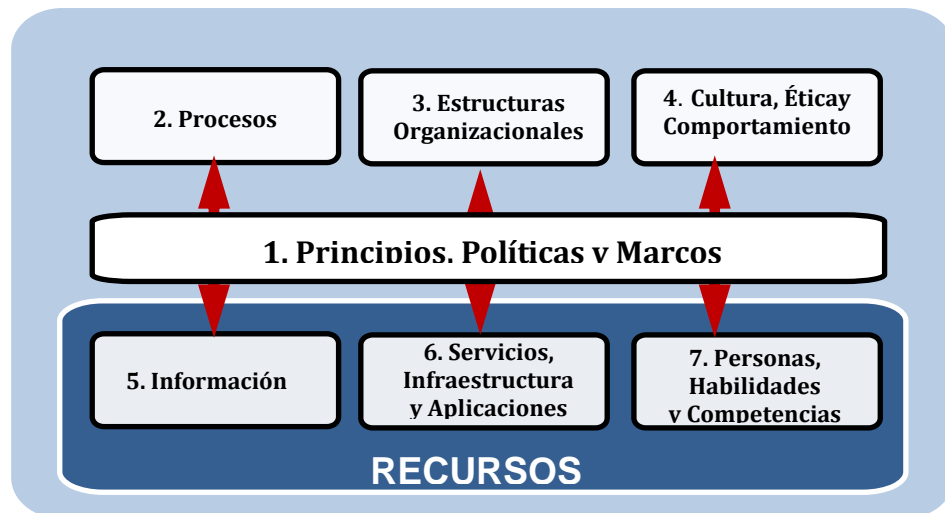 2. Procesos
3. Estructuras
Organizacionales
4. Cultura, Éticay
Comportamiento
1. Principios, Políticas y Marcos
5. Información
6. Servicios,
Infraestructura
y Aplicaciones
7. Personas,
Habilidades
y Competencias
RECURSOS